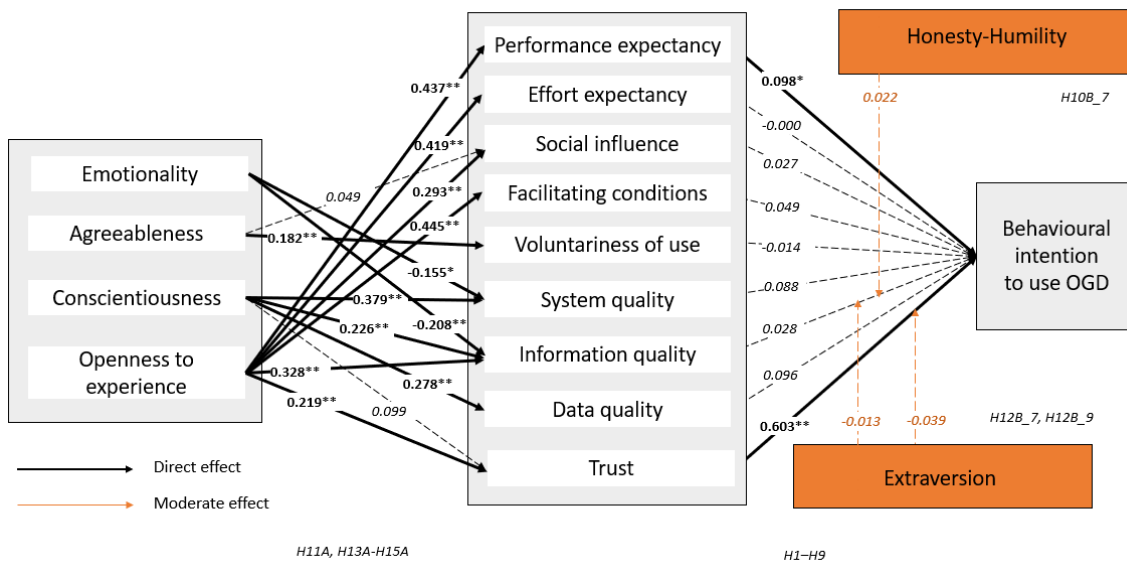 Emotionality
Agreeableness
Conscientiousness
Openness to
experience
Direct effect
Moderate effect
H11A, H13A-H15A
0.437**
0.419**
0.049
0.293**
0.445**
0.182**
-0.155*
0.379**
0.226**
-0.208**
0.328**
0.278**
0.219**
0.099
Performance expectancy
Effort expectancy
Social influence
Facilitating conditions
Voluntariness of use
System quality
Information quality
Data quality
Trust
0.098*
-0.000
0.027
0.049
-0.014
0.088
0.028
0.096
0.603**
Honesty-Humility
0.022
H10B_7
Behavioural
intention
to use OGD
-0.013
-0.039
H12B_7, H12B_9
Extraversion
H1–H9